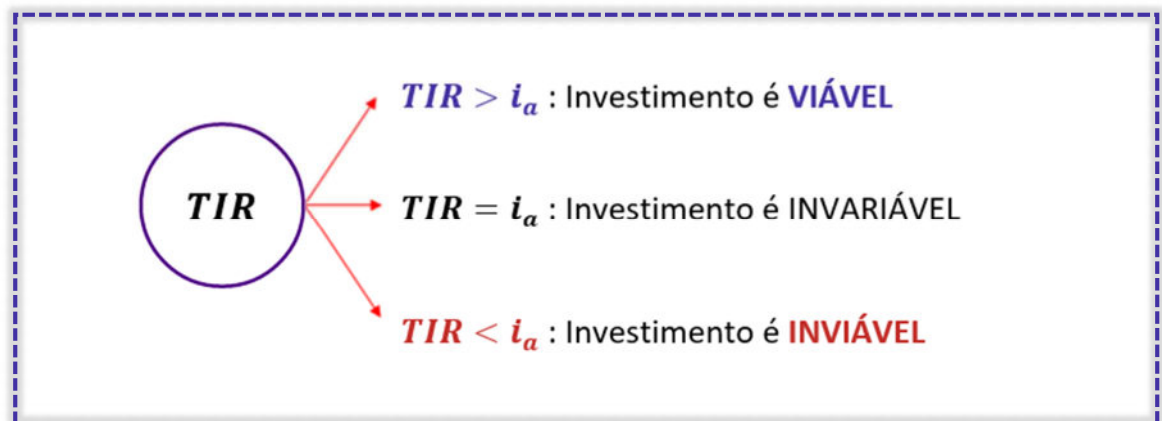 TIR > iₐ : Investimento é VIÁVEL
TIR
TIR = iₐ : Investimento é INVARIÁVEL
TIR < iₐ : Investimento é INVIÁVEL